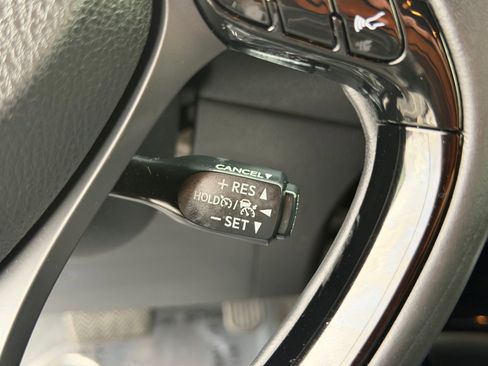 CANCEL▼
+ RES ▲
HOLD / ◀
− SET ▼